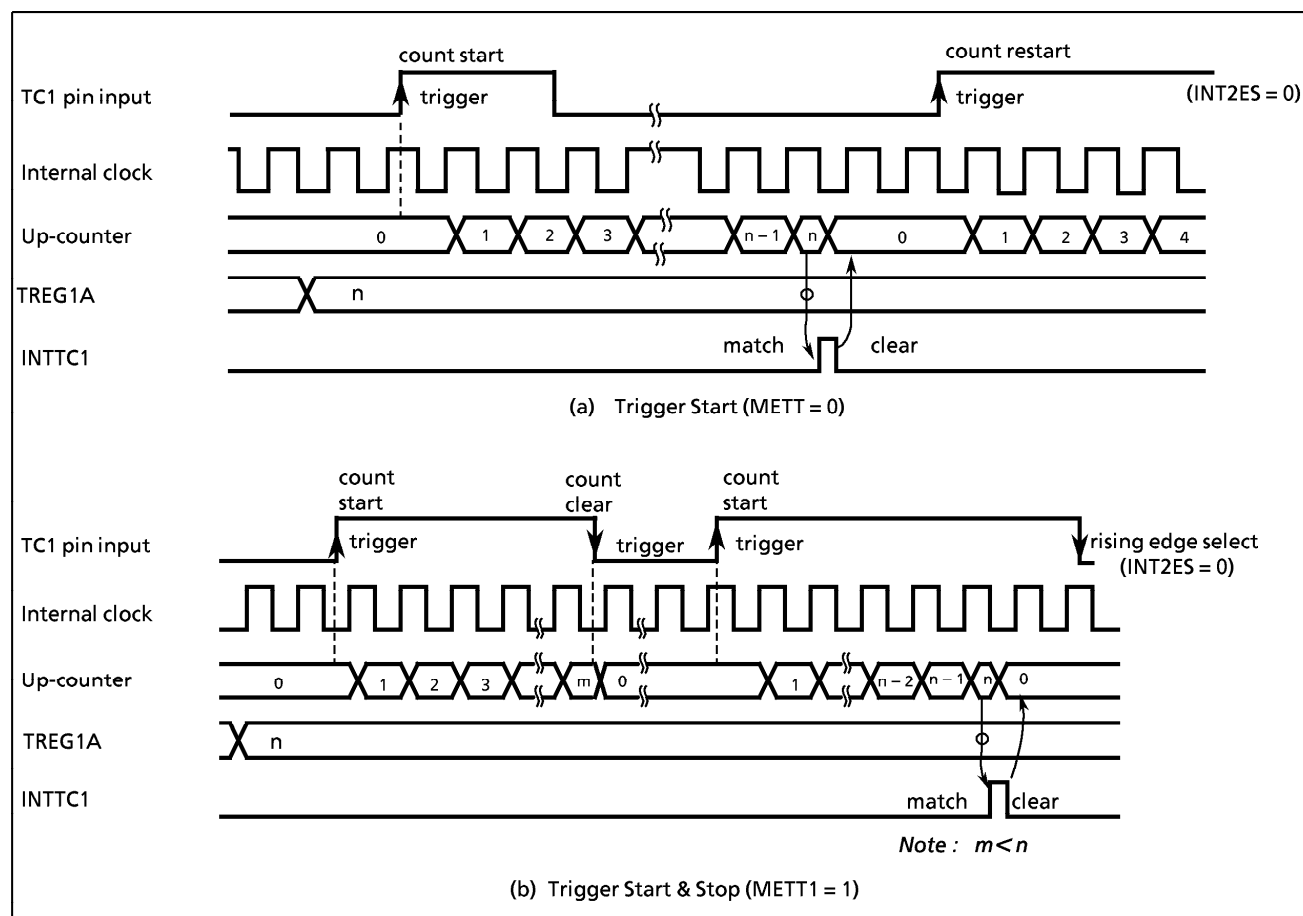 count start
count restart
TC1 pin input
trigger
trigger
(INT2ES = 0)
Internal clock
Up-counter
0 1 2 3 n – 1 n 0 1 2 3 4
TREG1A
n
INTTC1
match
clear
(a) Trigger Start (METT = 0)
count start
count clear
count start
TC1 pin input
trigger
trigger
trigger
rising edge select
(INT2ES = 0)
Internal clock
Up-counter
0 1 2 3 m 0 1 n – 2 n – 1 n 0
TREG1A
n
INTTC1
match
clear
Note : m < n
(b) Trigger Start & Stop (METT1 = 1)